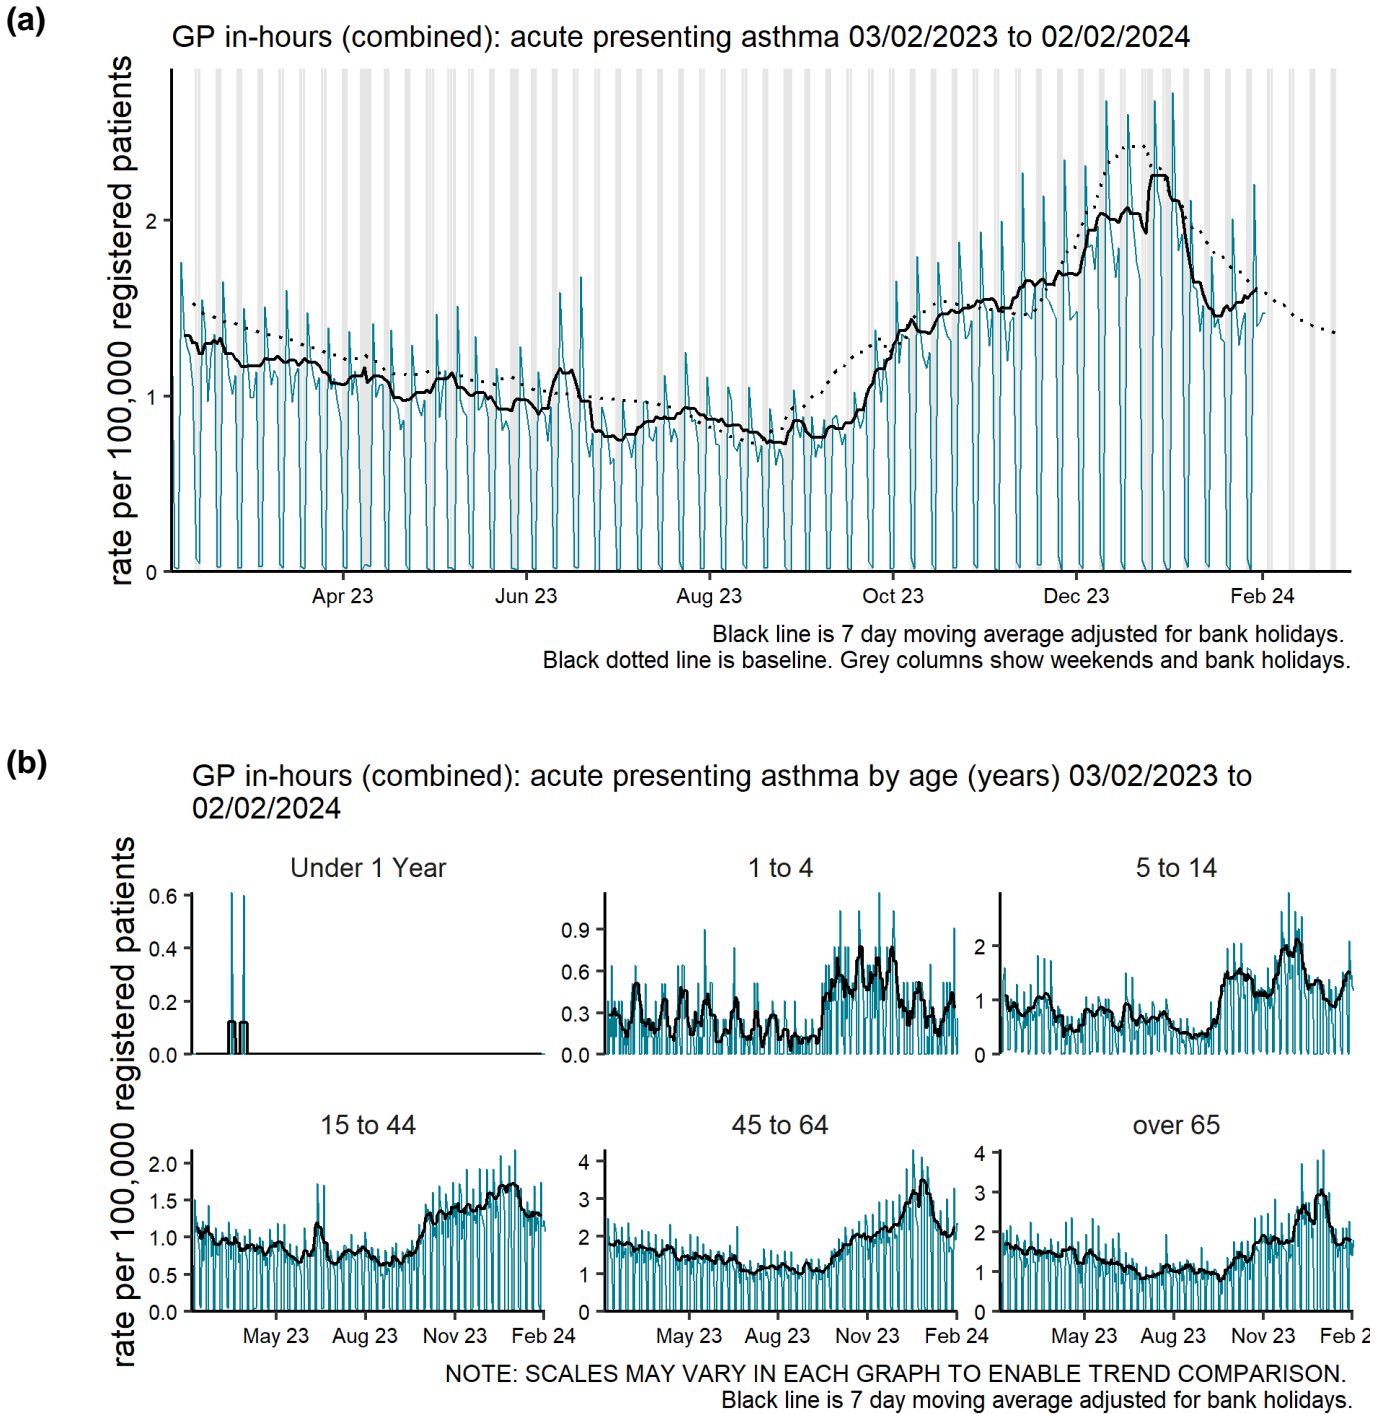 (a)
GP in-hours (combined): acute presenting asthma 03/02/2023 to 02/02/2024
rate per 100,000 registered patients
2
1
0
Apr 23 Jun 23 Aug 23 Oct 23 Dec 23 Feb 24
Black line is 7 day moving average adjusted for bank holidays.
Black dotted line is baseline. Grey columns show weekends and bank holidays.
(b)
GP in-hours (combined): acute presenting asthma by age (years) 03/02/2023 to
02/02/2024
rate per 100,000 registered patients
Under 1 Year
0.6
0.4
0.2
0.0
1 to 4
0.9
0.6
0.3
0.0
5 to 14
2
1
0
15 to 44
2.0
1.5
1.0
0.5
0.0
May 23 Aug 23 Nov 23 Feb 24
45 to 64
4
3
2
1
0
May 23 Aug 23 Nov 23 Feb 24
over 65
4
3
2
1
0
May 23 Aug 23 Nov 23 Feb 2
NOTE: SCALES MAY VARY IN EACH GRAPH TO ENABLE TREND COMPARISON.
Black line is 7 day moving average adjusted for bank holidays.